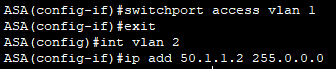 ASA(config-if)#switchport access vlan 1
ASA(config-if)#exit
ASA(config)#int vlan 2
ASA(config-if)#ip add 50.1.1.2 255.0.0.0